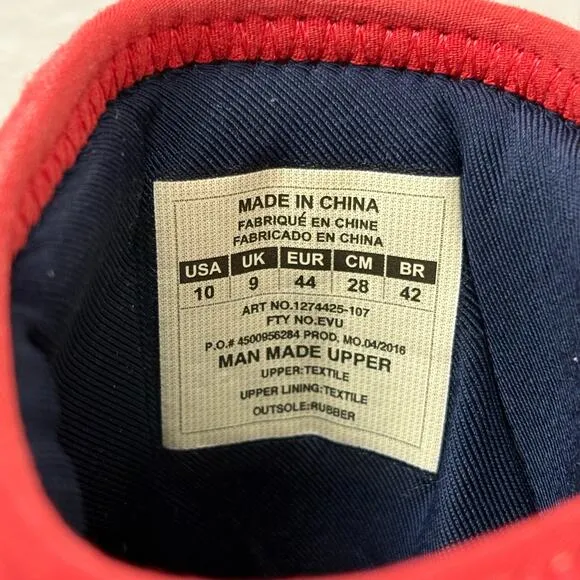 MADE IN CHINA
FABRIQUÉ EN CHINE
FABRICADO EN CHINA
USA UK EUR CM BR
10 9 44 28 42
ART NO.1274425-107
FTY NO.EVU
P.O.# 4500956284 PROD. MO.04/2016
MAN MADE UPPER
UPPER:TEXTILE
UPPER LINING:TEXTILE
OUTSOLE:RUBBER